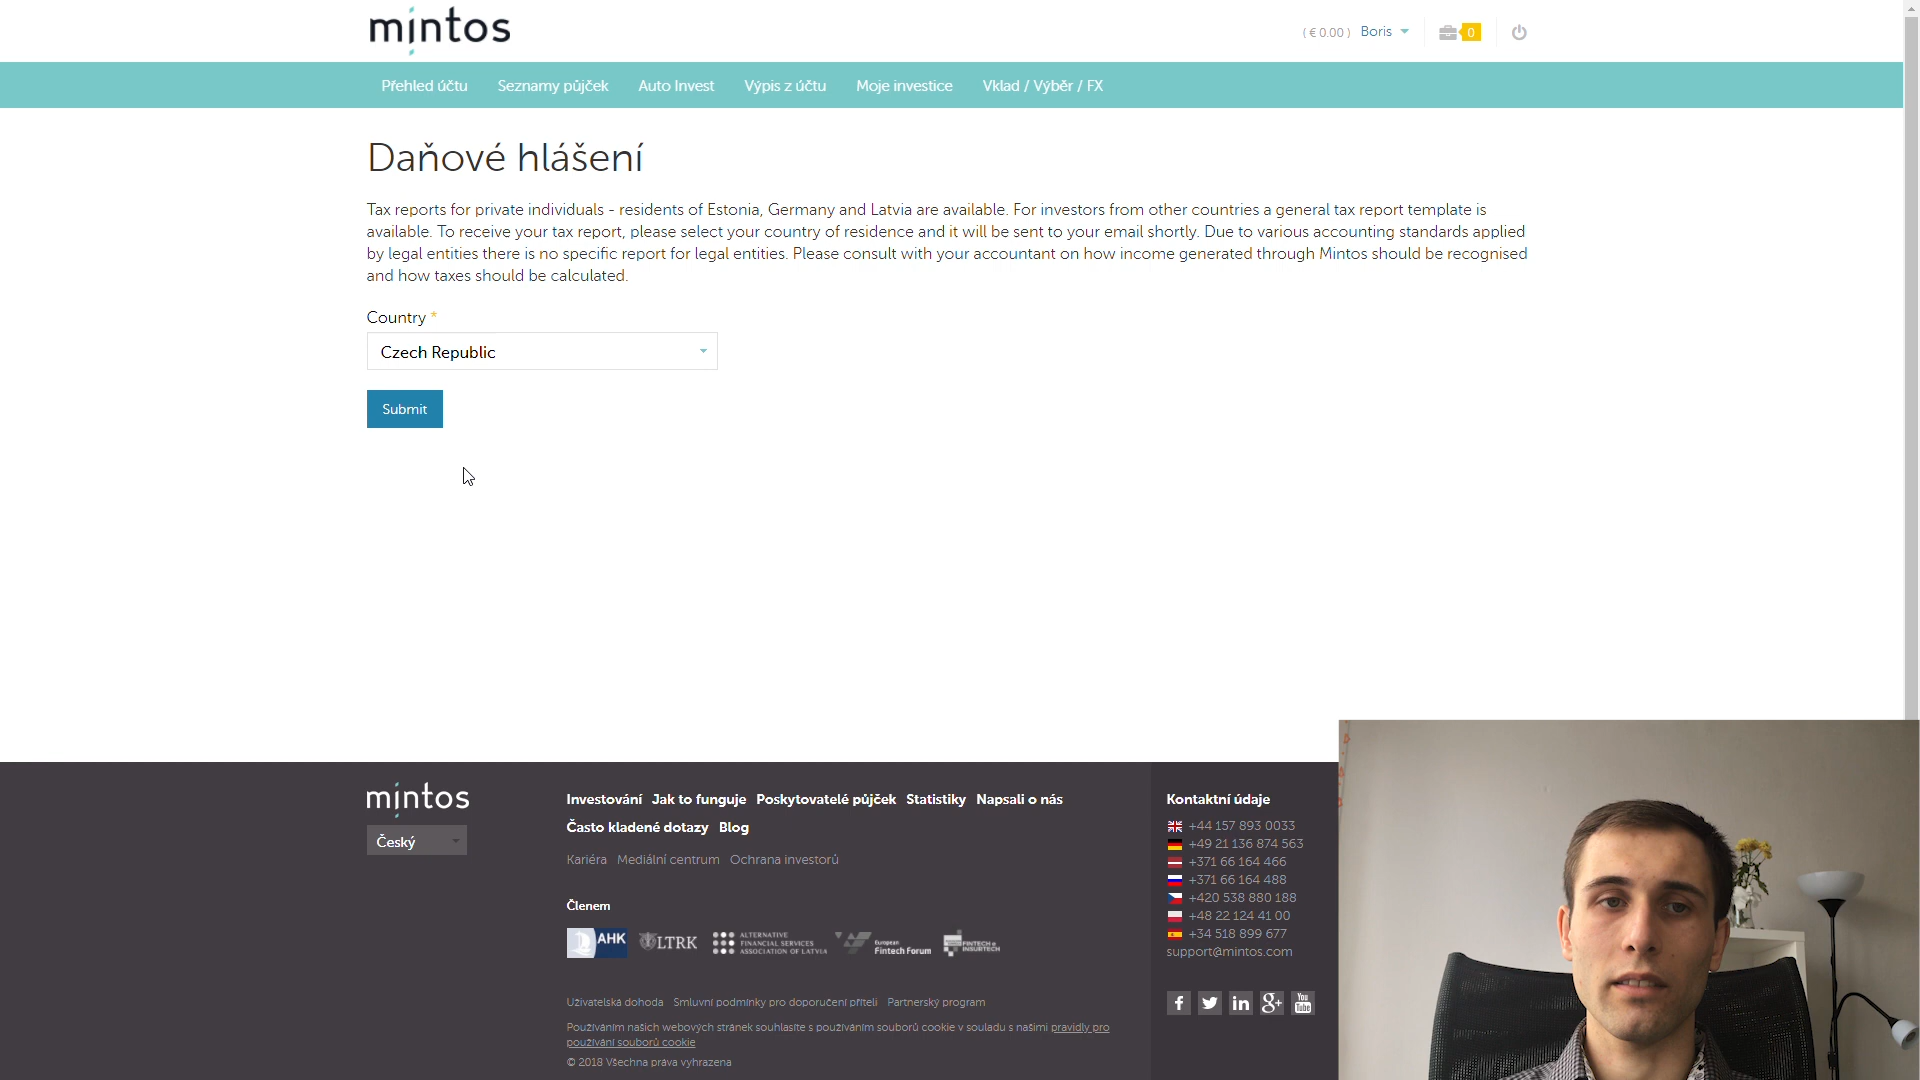 mintos
( € 0.00 ) Boris
0
Přehled účtu Seznamy půjček Auto Invest Výpis z účtu Moje investice Vklad / Výběr / FX
Daňové hlášení
Tax reports for private individuals - residents of Estonia, Germany and Latvia are available. For investors from other countries a general tax report template is
available. To receive your tax report, please select your country of residence and it will be sent to your email shortly. Due to various accounting standards applied
by legal entities there is no specific report for legal entities. Please consult with your accountant on how income generated through Mintos should be recognised
and how taxes should be calculated.
Country *
Czech Republic
Submit
mintos
Český
Investování Jak to funguje Poskytovatelé půjček Statistiky Napsali o nás
Často kladené dotazy Blog
Kariéra Mediální centrum Ochrana investorů
Členem
AHK
LTRK
ALTERNATIVE
FINANCIAL SERVICES
ASSOCIATION OF LATVIA
European
Fintech Forum
FINTECH e
INSURTECH
Uživatelská dohoda Smluvní podmínky pro doporučení příteli Partnerský program
Používáním našich webových stránek souhlasíte s používáním souborů cookie v souladu s našimi pravidly pro
používání souborů cookie
© 2018 Všechna práva vyhrazena
Kontaktní údaje
+44 157 893 0033
+49 21 136 874 563
+371 66 164 466
+371 66 164 488
+420 538 880 188
+48 22 124 41 00
+34 518 899 677
support@mintos.com
f in g+ You Tube